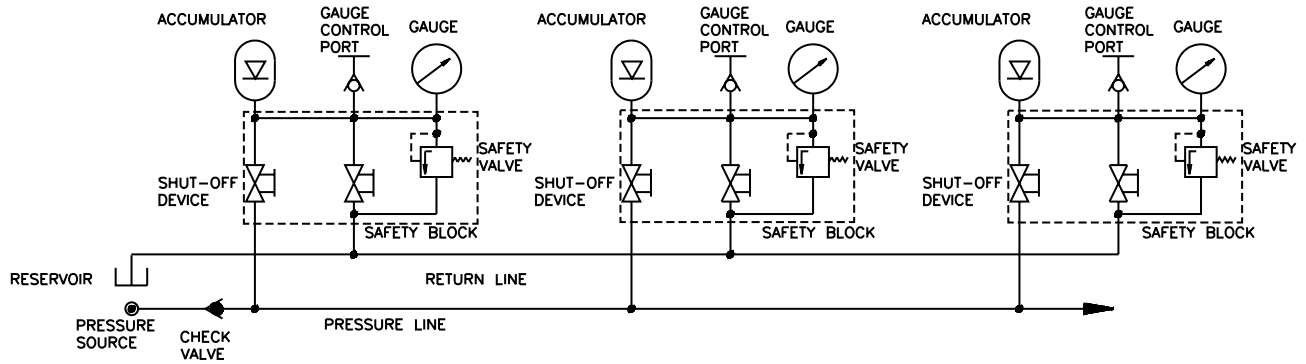 ACCUMULATOR
GAUGE
CONTROL
PORT
GAUGE
SAFETY
VALVE
SHUT-OFF
DEVICE
SAFETY BLOCK
ACCUMULATOR
GAUGE
CONTROL
PORT
GAUGE
SAFETY
VALVE
SHUT-OFF
DEVICE
SAFETY BLOCK
ACCUMULATOR
GAUGE
CONTROL
PORT
GAUGE
SAFETY
VALVE
SHUT-OFF
DEVICE
SAFETY BLOCK
RESERVOIR
RETURN LINE
PRESSURE
SOURCE
CHECK
VALVE
PRESSURE LINE